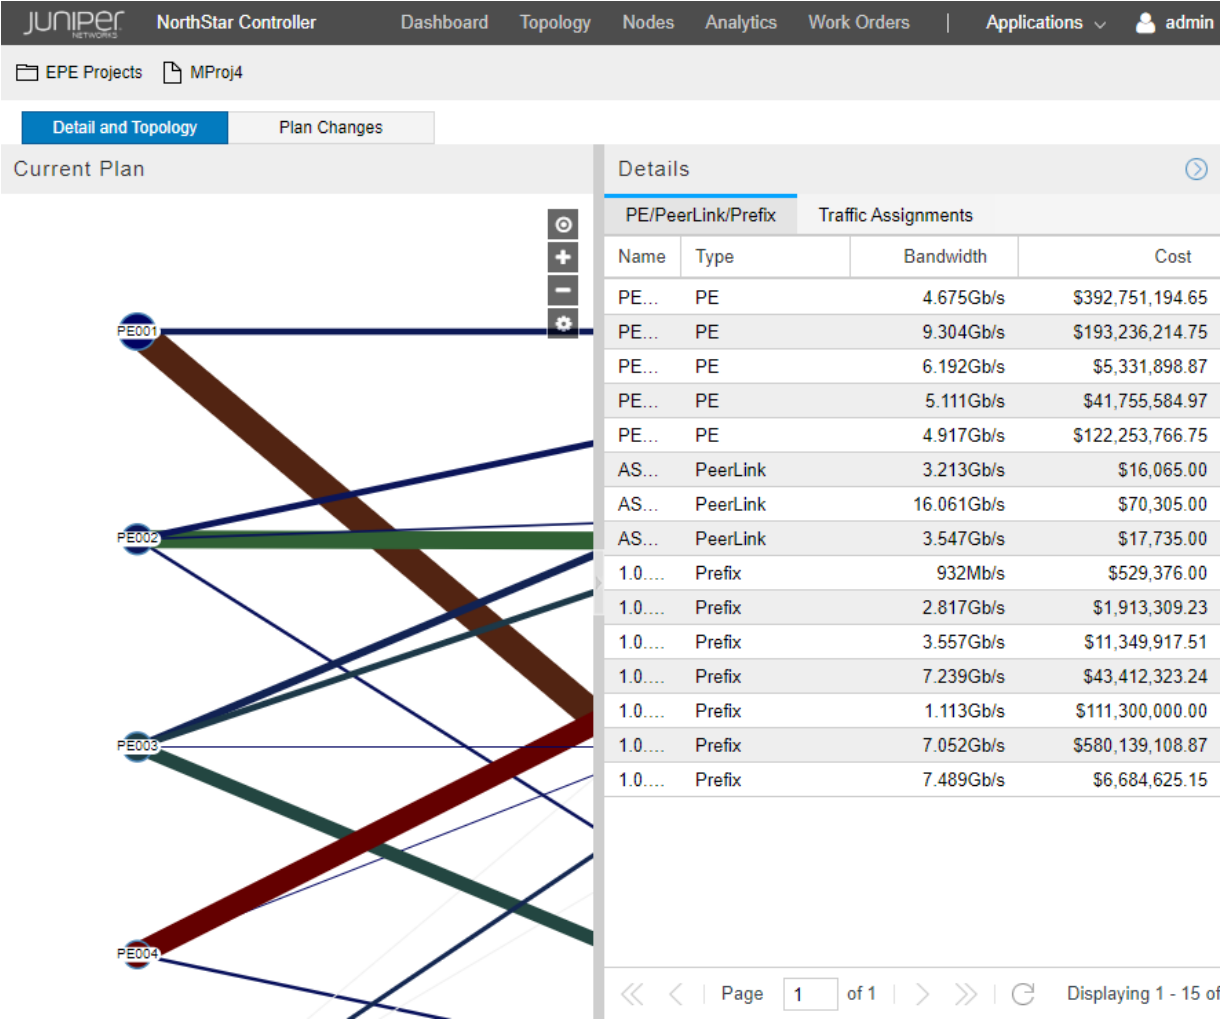 JUNIPEr NETWORKS NorthStar Controller Dashboard Topology Nodes Analytics Work Orders | Applications admin
EPE Projects MProj4
Detail and Topology Plan Changes
Current Plan
PE001
PE002
PE003
PE004
Details
PE/PeerLink/Prefix Traffic Assignments
Name Type Bandwidth Cost
PE... PE 4.675Gb/s $392,751,194.65
PE... PE 9.304Gb/s $193,236,214.75
PE... PE 6.192Gb/s $5,331,898.87
PE... PE 5.111Gb/s $41,755,584.97
PE... PE 4.917Gb/s $122,253,766.75
AS... PeerLink 3.213Gb/s $16,065.00
AS... PeerLink 16.061Gb/s $70,305.00
AS... PeerLink 3.547Gb/s $17,735.00
1.0.... Prefix 932Mb/s $529,376.00
1.0.... Prefix 2.817Gb/s $1,913,309.23
1.0.... Prefix 3.557Gb/s $11,349,917.51
1.0.... Prefix 7.239Gb/s $43,412,323.24
1.0.... Prefix 1.113Gb/s $111,300,000.00
1.0.... Prefix 7.052Gb/s $580,139,108.87
1.0.... Prefix 7.489Gb/s $6,684,625.15
Page 1 of 1 Displaying 1 - 15 of